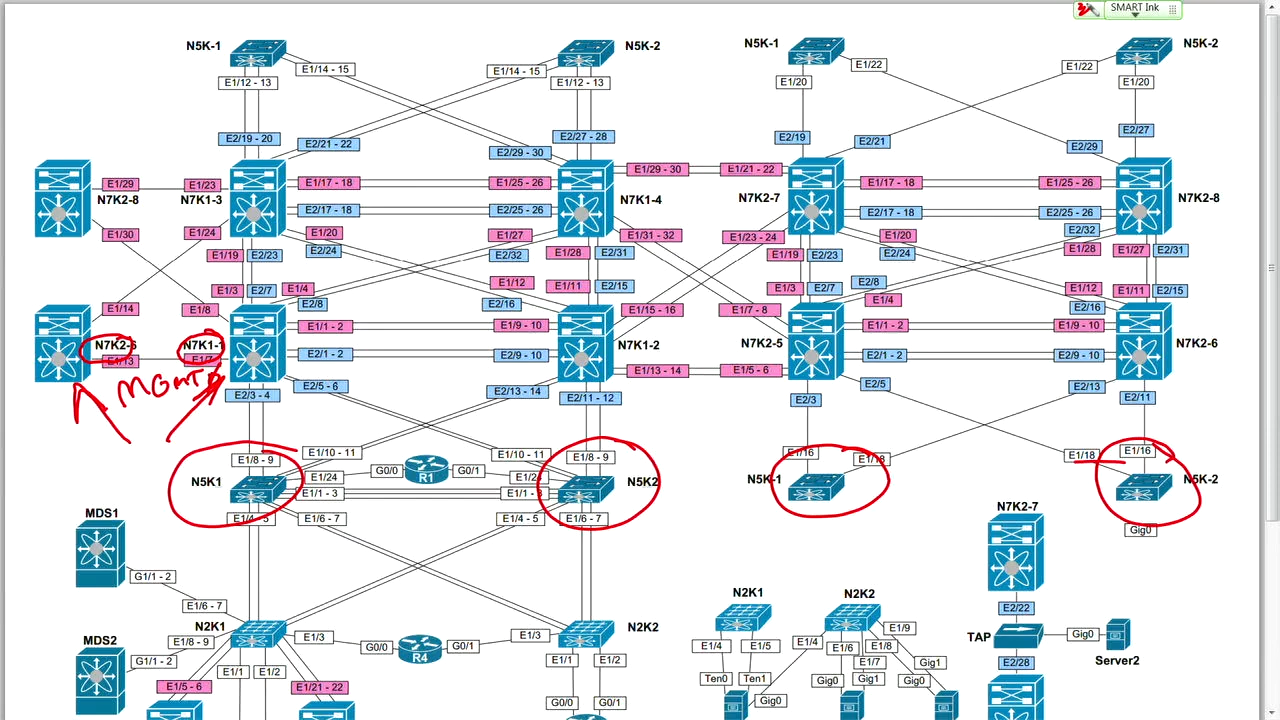 SMART Ink
N5K-1
N5K-2
N5K-1
N5K-2
E1/14 - 15
E1/14 - 15
E1/22
E1/22
E1/12 - 13
E1/12 - 13
E1/20
E1/20
E2/19 - 20
E2/21 - 22
E2/27 - 28
E2/29 - 30
E2/19
E2/21
E2/27
E2/29
E1/29
E1/23
E1/17 - 18
E1/25 - 26
E1/29 - 30
E1/21 - 22
E1/17 - 18
E1/25 - 26
N7K2-8
N7K1-3
N7K1-4
N7K2-7
N7K2-8
E2/17 - 18
E2/25 - 26
E2/17 - 18
E2/25 - 26
E1/30
E1/24
E1/20
E2/24
E1/27
E2/32
E1/31 - 32
E1/23 - 24
E1/20
E2/24
E2/32
E1/28
E1/19
E2/23
E1/28
E2/31
E1/19
E2/23
E1/27
E2/31
E1/3
E2/7
E1/4
E2/8
E1/12
E2/16
E1/11
E2/15
E1/3
E2/7
E2/8
E1/4
E1/12
E2/16
E1/11
E2/15
E1/14
E1/8
E1/15 - 16
E1/7 - 8
E1/1 - 2
E1/9 - 10
E1/1 - 2
E1/9 - 10
N7K2-6
N7K1-1
N7K1-2
N7K2-5
N7K2-6
E1/13
E1/7
E2/1 - 2
E2/9 - 10
E2/1 - 2
E2/9 - 10
E1/13 - 14
E1/5 - 6
E2/3 - 4
E2/5 - 6
E2/13 - 14
E2/11 - 12
E2/3
E2/5
E2/13
E2/11
E1/8 - 9
E1/10 - 11
E1/10 - 11
E1/8 - 9
E1/16
E1/18
E1/18
E1/16
N5K1
E1/24
G0/0
R1
G0/1
N5K2
N5K-1
N5K-2
E1/1 - 3
E1/6 - 7
E1/4 - 5
E1/6 - 7
Gig0
MDS1
G1/1 - 2
E1/6 - 7
N7K2-7
E2/22
TAP
Gig0
Server2
E2/28
MDS2
E1/8 - 9
G1/1 - 2
N2K1
E1/3
G0/0
R4
G0/1
E1/3
N2K2
E1/1
E1/2
E1/1
E1/2
E1/5 - 6
E1/21 - 22
G0/0
G0/1
N2K1
N2K2
E1/4
E1/5
E1/4
E1/6
E1/7
E1/8
E1/9
Ten0
Ten1
Gig0
Gig0
Gig1
Gig0
Gig1